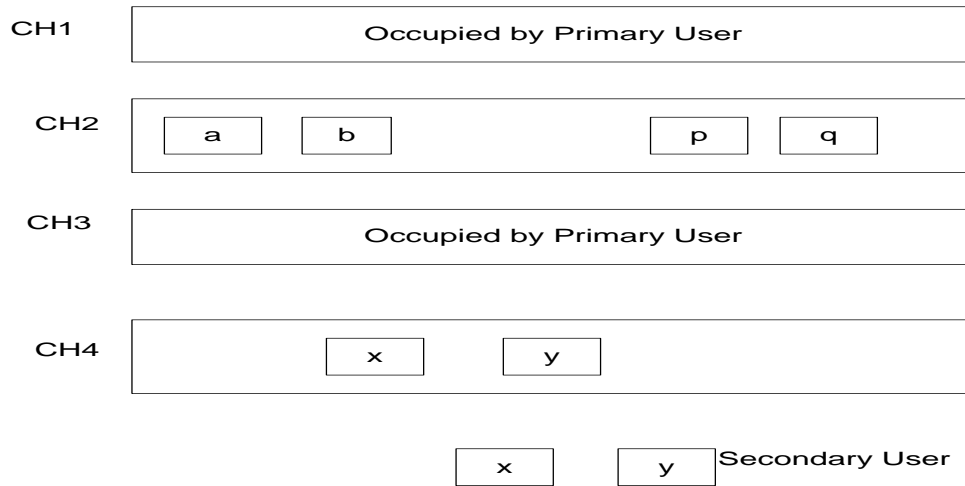 CH1 Occupied by Primary User
CH2 a b p q
CH3 Occupied by Primary User
CH4 x y
x y Secondary User